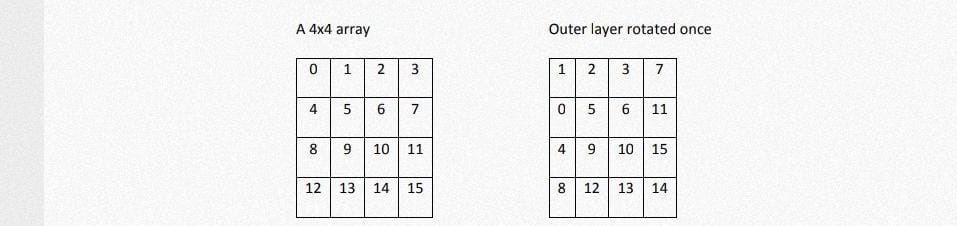 A 4x4 array Outer layer rotated once
0 1 2 3 1 2 3 7
4 5 6 7 0 5 6 11
8 9 10 11 4 9 10 15
12 13 14 15 8 12 13 14